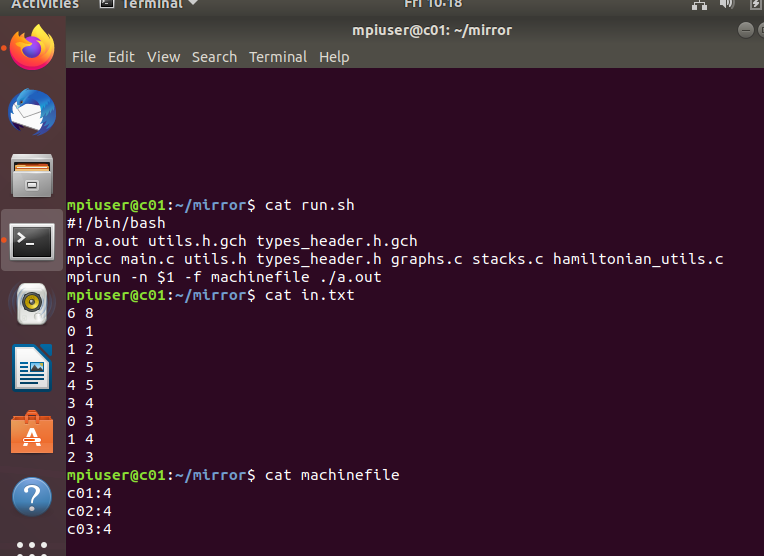 Activities Terminal Fri 10:18
mpiuser@c01: ~/mirror
File Edit View Search Terminal Help
mpiuser@c01:~/mirror$ cat run.sh
#!/bin/bash
rm a.out utils.h.gch types_header.h.gch
mpicc main.c utils.h types_header.h graphs.c stacks.c hamiltonian_utils.c
mpirun -n $1 -f machinefile ./a.out
mpiuser@c01:~/mirror$ cat in.txt
6 8
0 1
1 2
2 5
4 5
3 4
0 3
1 4
2 3
mpiuser@c01:~/mirror$ cat machinefile
c01:4
c02:4
c03:4